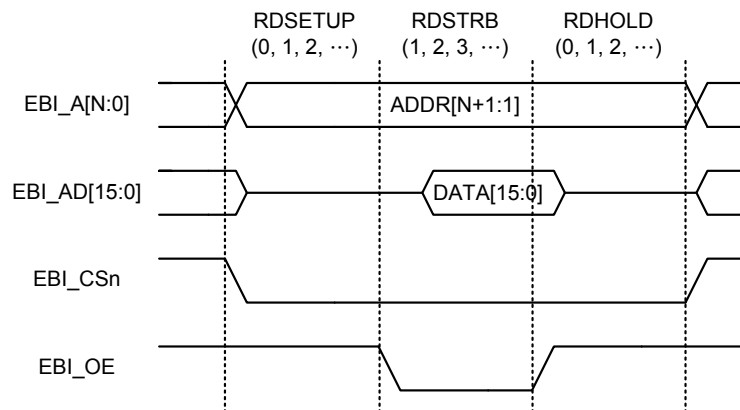 RDSETUP RDSTRB RDHOLD
(0, 1, 2, ⋯) (1, 2, 3, ⋯) (0, 1, 2, ⋯)
EBI_A[N:0] ADDR[N+1:1]
EBI_AD[15:0] DATA[15:0]
EBI_CSn
EBI_OE